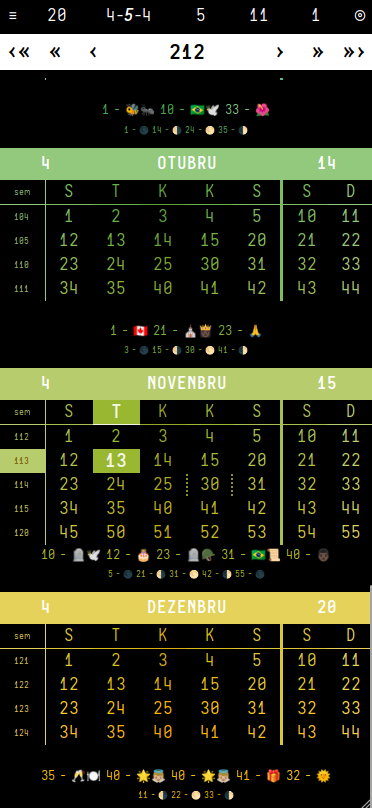 ≡ 20 4-5-4 5 11 1 ◎
‹« « ‹ 212 › » »›
1 - 🐝🐜 10 - 🇧🇷🕊️ 33 - 🌺
1 - 🌑 14 - 🌗 24 - 🌕 35 - 🌗
4 OTUBRU 14
sem S T K K S S D
104 1 2 3 4 5 10 11
105 12 13 14 15 20 21 22
110 23 24 25 30 31 32 33
111 34 35 40 41 42 43 44
1 - 🇨🇦 21 - ⛪🤴🏿 23 - 🙏
3 - 🌑 15 - 🌗 30 - 🌕 41 - 🌗
4 NOVENBRU 15
sem S T K K S S D
112 1 2 3 4 5 10 11
113 12 13 14 15 20 21 22
114 23 24 25 30 31 32 33
115 34 35 40 41 42 43 44
120 45 50 51 52 53 54 55
10 - 🪦🕊️ 12 - 🎂 23 - 🪦🪖 31 - 🇧🇷📜 40 - 👨🏿
5 - 🌑 21 - 🌗 31 - 🌕 42 - 🌗 55 - 🌑
4 DEZENBRU 20
sem S T K K S S D
121 1 2 3 4 5 10 11
122 12 13 14 15 20 21 22
123 23 24 25 30 31 32 33
124 34 35 40 41 42 43 44
35 - 🥂🍽️ 40 - 🌟👼 40 - 🌟👼 41 - 🎁 32 - 🌞
11 - 🌗 22 - 🌕 33 - 🌗